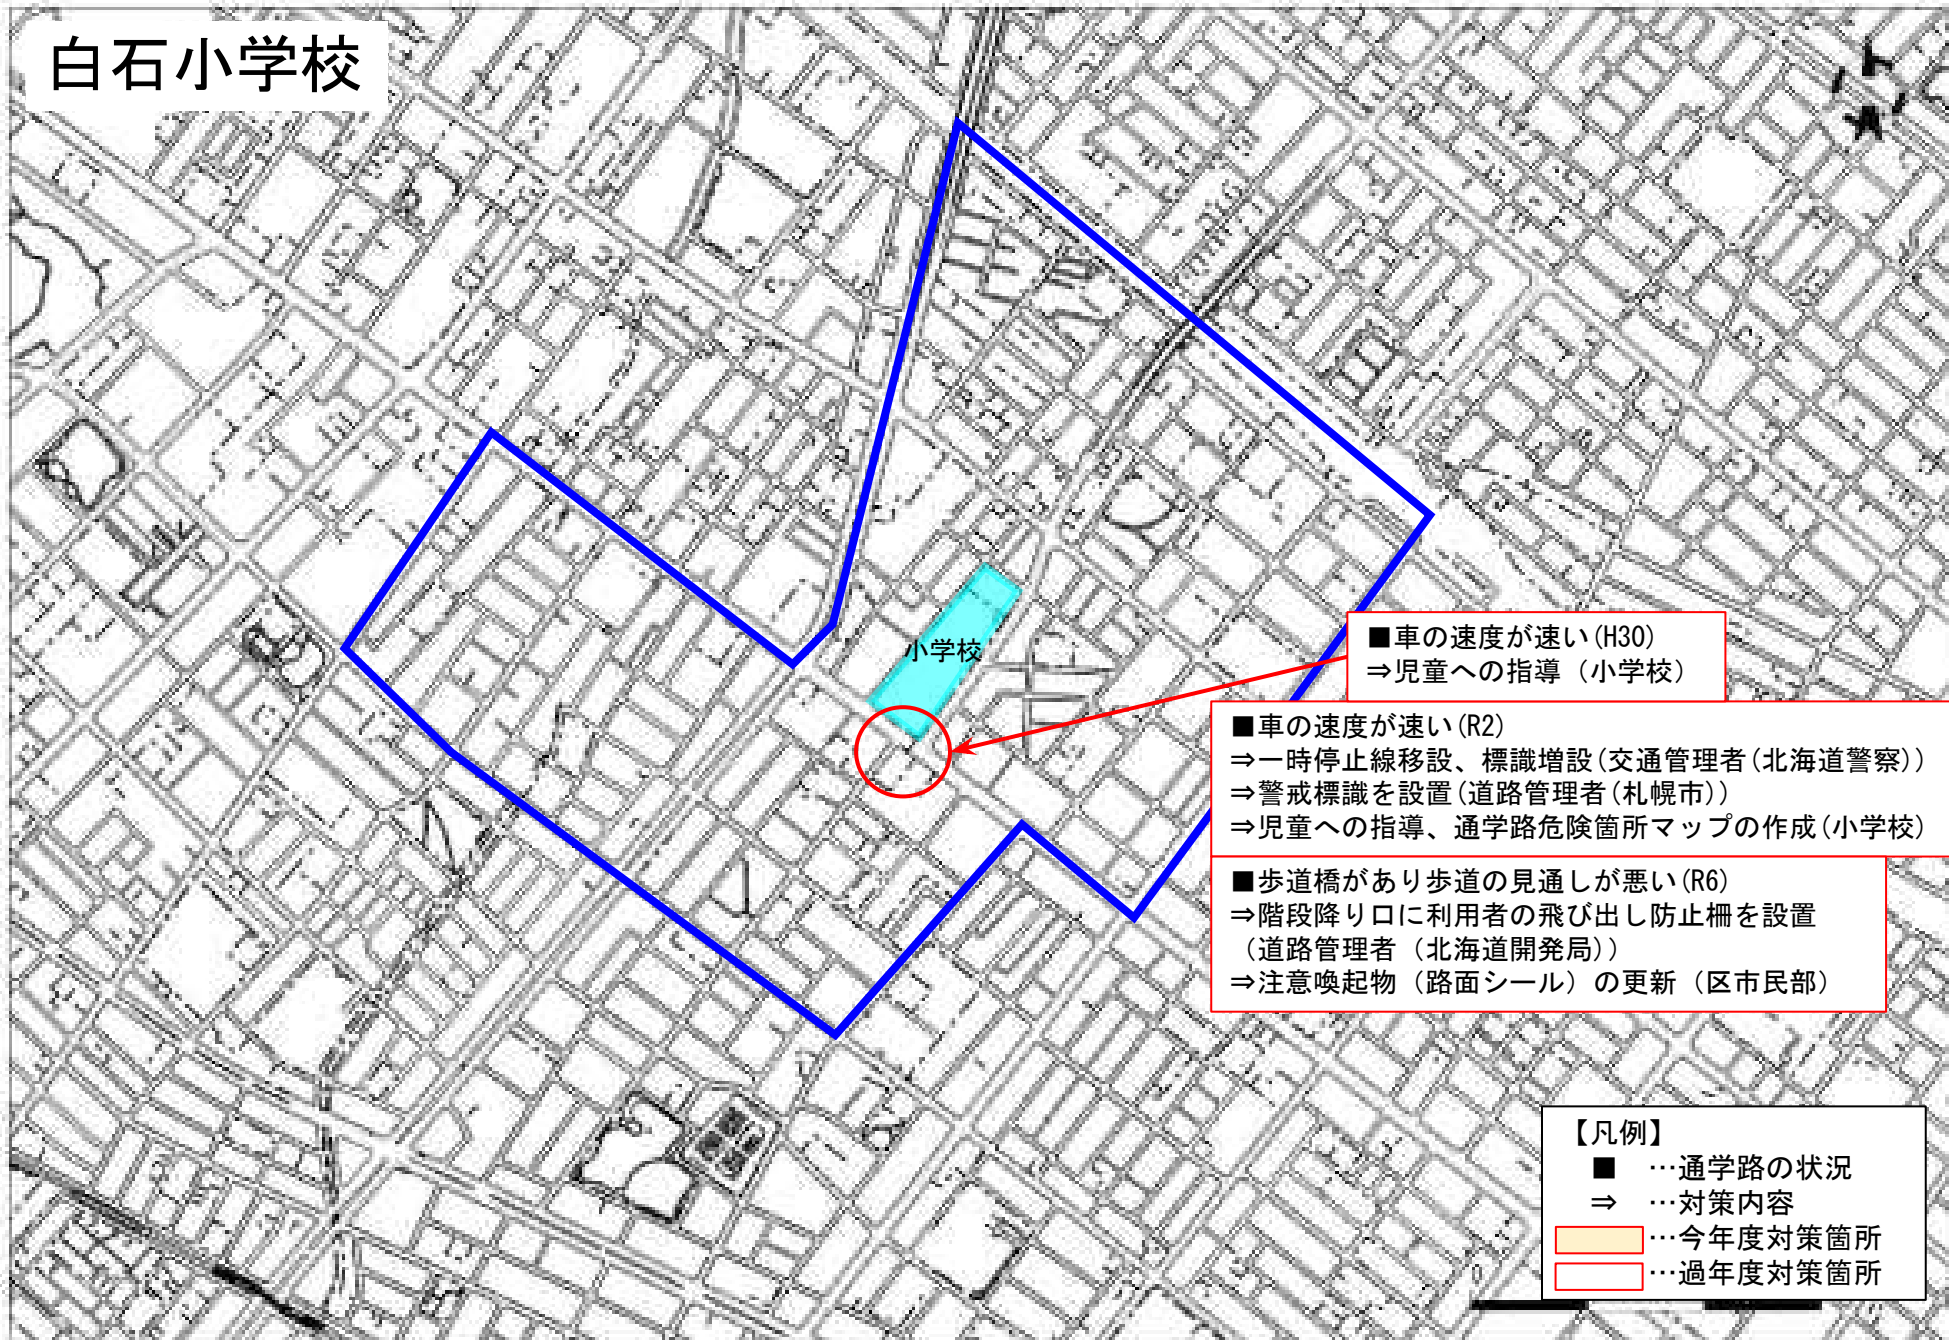 白石小学校
小学校
■車の速度が速い(H30)
⇒児童への指導（小学校）
■車の速度が速い(R2)
⇒一時停止線移設、標識増設(交通管理者(北海道警察))
⇒警戒標識を設置(道路管理者(札幌市))
⇒児童への指導、通学路危険箇所マップの作成(小学校)
■歩道橋があり歩道の見通しが悪い(R6)
⇒階段降り口に利用者の飛び出し防止柵を設置
（道路管理者（北海道開発局））
⇒注意喚起物（路面シール）の更新（区市民部）
【凡例】
■ …通学路の状況
⇒ …対策内容
…今年度対策箇所
…過年度対策箇所
0